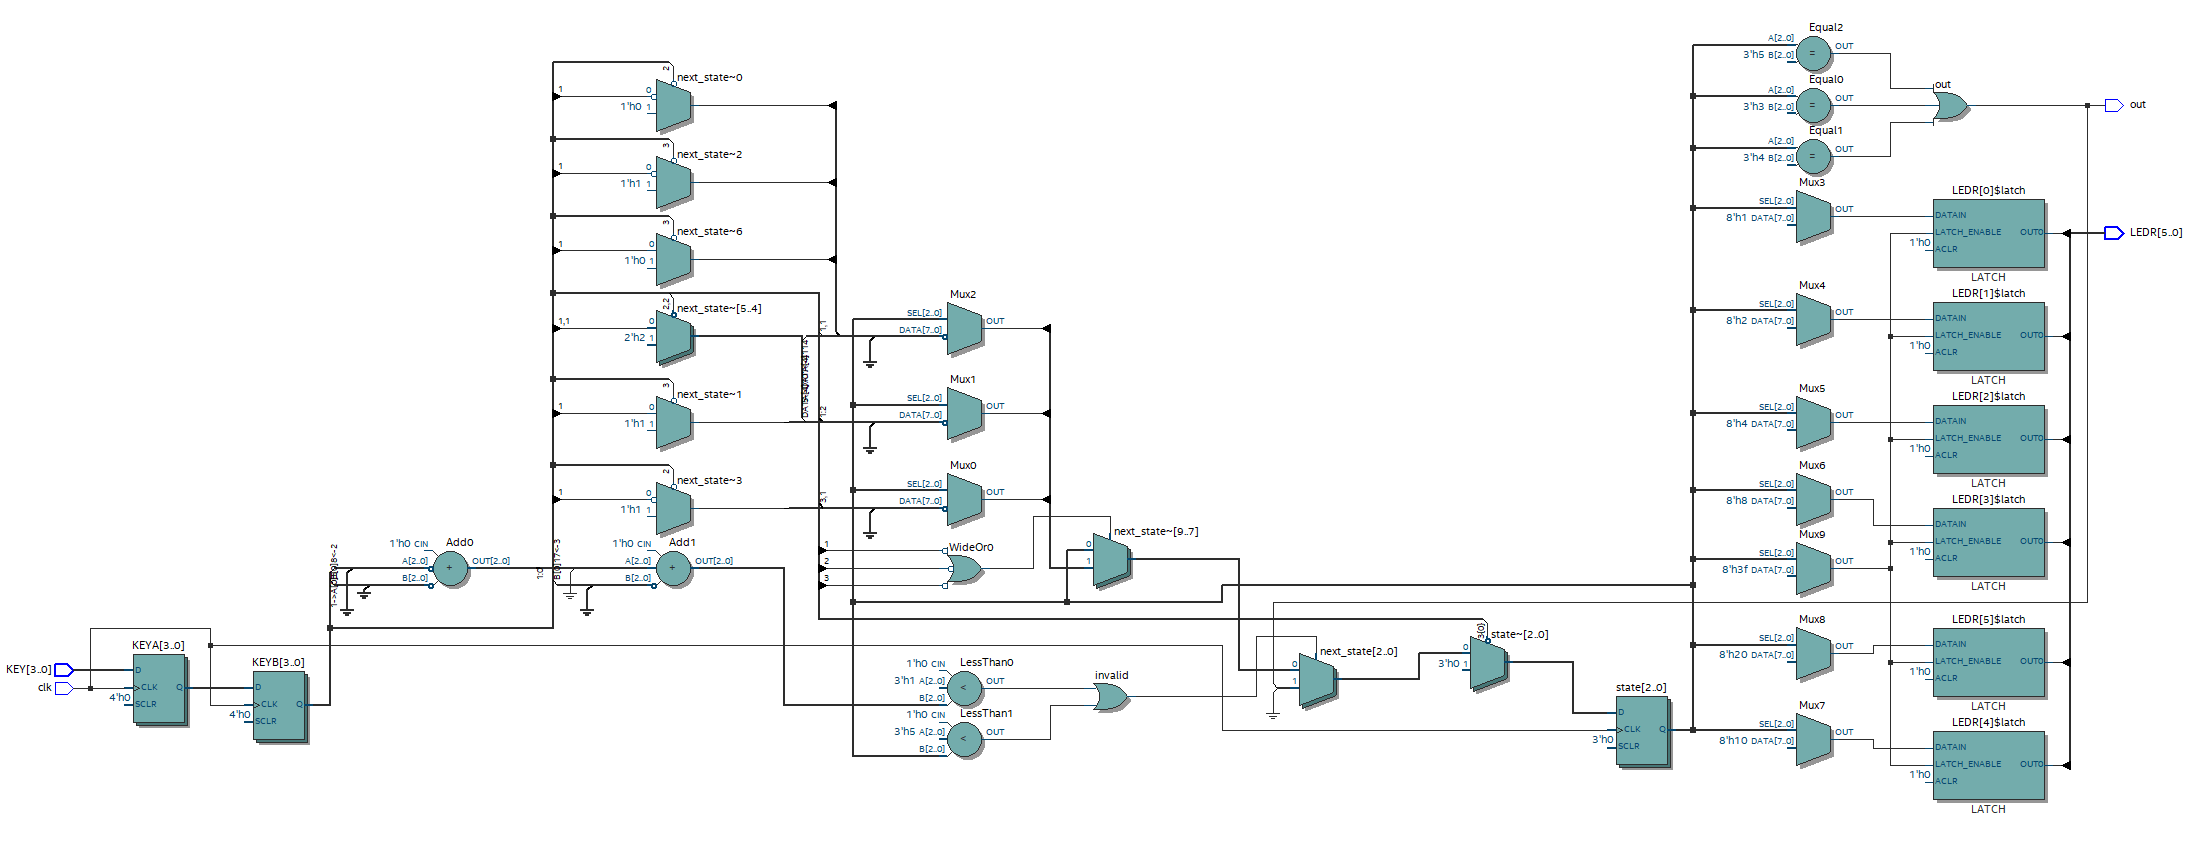 Equal2
A[2..0]
OUT
3'h5 B[2..0]
=
Equal0
A[2..0]
OUT
3'h3 B[2..0]
=
out
out
Equal1
A[2..0]
OUT
3'h4 B[2..0]
=
2
next_state~0
1
0
1'h0 1
3
next_state~2
1
0
1'h1 1
3
next_state~6
1
0
1'h0 1
2,2
next_state~[5..4]
1,1
0
2'h2 1
3
next_state~1
1
0
1'h1 1
2
next_state~3
1
0
1'h1 1
1,1
Mux2
SEL[2..0]
OUT
DATA[7..0]
1:2
Mux1
SEL[2..0]
OUT
DATA[7..0]
3,1
Mux0
SEL[2..0]
OUT
DATA[7..0]
1
2
3
WideOr0
next_state~[9..7]
0
1
Add0
1'h0 CIN
A[2..0]
OUT[2..0]
B[2..0]
+
1:0
Add1
1'h0 CIN
A[2..0]
OUT[2..0]
B[2..0]
+
KEY[3..0]
clk
KEYA[3..0]
D
CLK
Q
4'h0
SCLR
KEYB[3..0]
D
CLK
Q
4'h0
SCLR
LessThan0
1'h0 CIN
3'h1 A[2..0]
OUT
B[2..0]
<
LessThan1
1'h0 CIN
3'h5 A[2..0]
OUT
B[2..0]
<
invalid
next_state[2..0]
0
1
state~[2..0]
0
3'h0 1
state[2..0]
D
CLK
Q
3'h0
SCLR
Mux3
SEL[2..0]
OUT
8'h1 DATA[7..0]
LEDR[0]$latch
DATAIN
LATCH_ENABLE
OUT0
1'h0
ACLR
LATCH
LEDR[5..0]
Mux4
SEL[2..0]
OUT
8'h2 DATA[7..0]
LEDR[1]$latch
DATAIN
LATCH_ENABLE
OUT0
1'h0
ACLR
LATCH
Mux5
SEL[2..0]
OUT
8'h4 DATA[7..0]
LEDR[2]$latch
DATAIN
LATCH_ENABLE
OUT0
1'h0
ACLR
LATCH
Mux6
SEL[2..0]
OUT
8'h8 DATA[7..0]
LEDR[3]$latch
DATAIN
LATCH_ENABLE
OUT0
1'h0
ACLR
LATCH
Mux9
SEL[2..0]
OUT
8'h3f DATA[7..0]
Mux8
SEL[2..0]
OUT
8'h20 DATA[7..0]
LEDR[5]$latch
DATAIN
LATCH_ENABLE
OUT0
1'h0
ACLR
LATCH
Mux7
SEL[2..0]
OUT
8'h10 DATA[7..0]
LEDR[4]$latch
DATAIN
LATCH_ENABLE
OUT0
1'h0
ACLR
LATCH